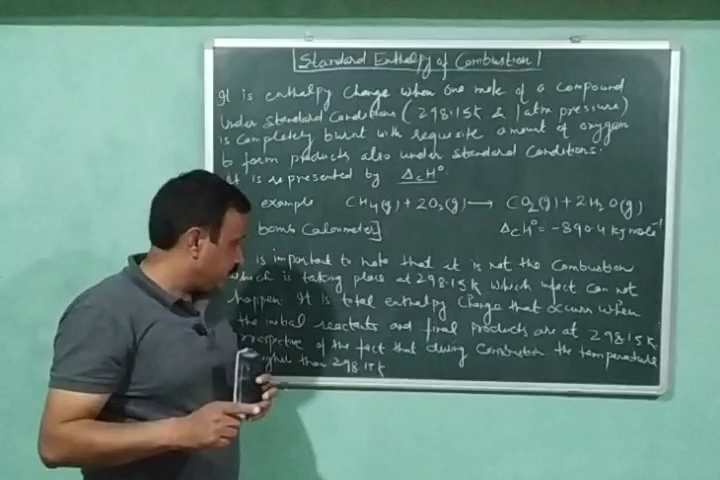 Standard Enthalpy of Combustion
It is enthalpy Change when one mole of a compound
Under Standard Conditions (298.15K & 1 atm pressure)
is completely burnt with requisite amount of oxygen
to form products also under standard conditions.
It is represented by ΔcH°
example CH4(g) + 2O2(g) ⟶ CO2(g) + 2H2O(g)
bomb Calorimeter] ΔcH° = -890.4 kJ mole⁻¹
is important to note that it is not the Combustion
which is taking place at 298.15K which infact can not
happen. It is total enthalpy Change that occurs when
the initial reactants and final products are at 298.15K
rrespective of the fact that during Combustion the temperature
igher than 298.15K